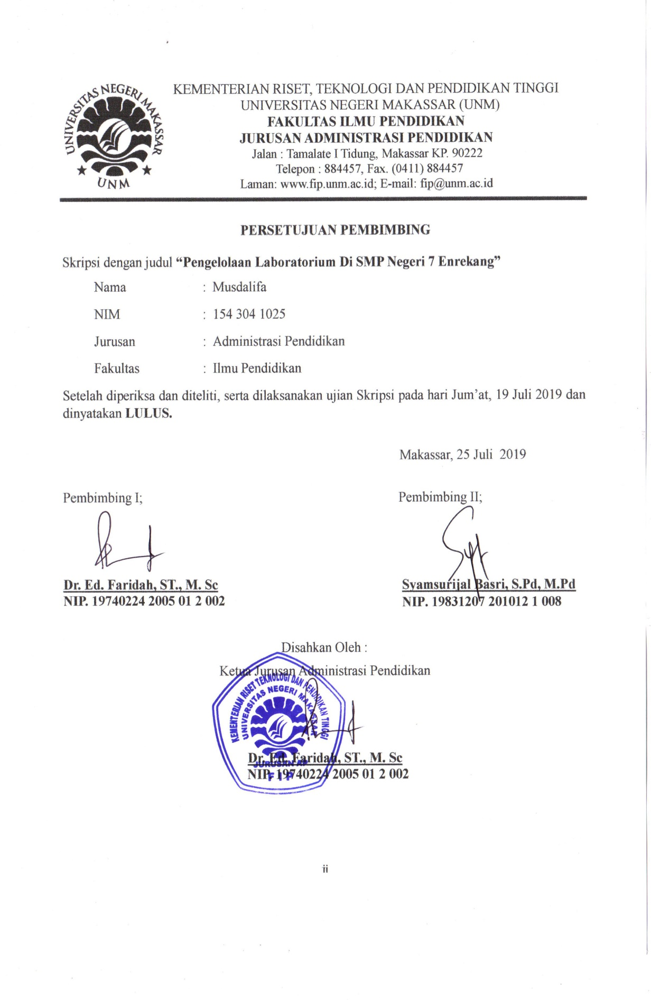 UNIVERSITAS NEGERI MAKASSAR
UNM
KEMENTERIAN RISET, TEKNOLOGI DAN PENDIDIKAN TINGGI
UNIVERSITAS NEGERI MAKASSAR (UNM)
FAKULTAS ILMU PENDIDIKAN
JURUSAN ADMINISTRASI PENDIDIKAN
Jalan : Tamalate I Tidung, Makassar KP. 90222
Telepon : 884457, Fax. (0411) 884457
Laman: www.fip.unm.ac.id; E-mail: fip@unm.ac.id
PERSETUJUAN PEMBIMBING
Skripsi dengan judul “Pengelolaan Laboratorium Di SMP Negeri 7 Enrekang”
Nama : Musdalifa
NIM : 154 304 1025
Jurusan : Administrasi Pendidikan
Fakultas : Ilmu Pendidikan
Setelah diperiksa dan diteliti, serta dilaksanakan ujian Skripsi pada hari Jum’at, 19 Juli 2019 dan
dinyatakan LULUS.
Makassar, 25 Juli 2019
Pembimbing I; Pembimbing II;
Dr. Ed. Faridah, ST., M. Sc Syamsurijal Basri, S.Pd, M.Pd
NIP. 19740224 2005 01 2 002 NIP. 19831207 201012 1 008
Disahkan Oleh :
Ketua Jurusan Administrasi Pendidikan
KEMENTERIAN RISET TEKNOLOGI DAN PENDIDIKAN TINGGI
UNIVERSITAS NEGERI MAKASSAR
Dr. Ed. Faridah, ST., M. Sc
JURUSAN AP
NIP. 19740224 2005 01 2 002
FIP
ii